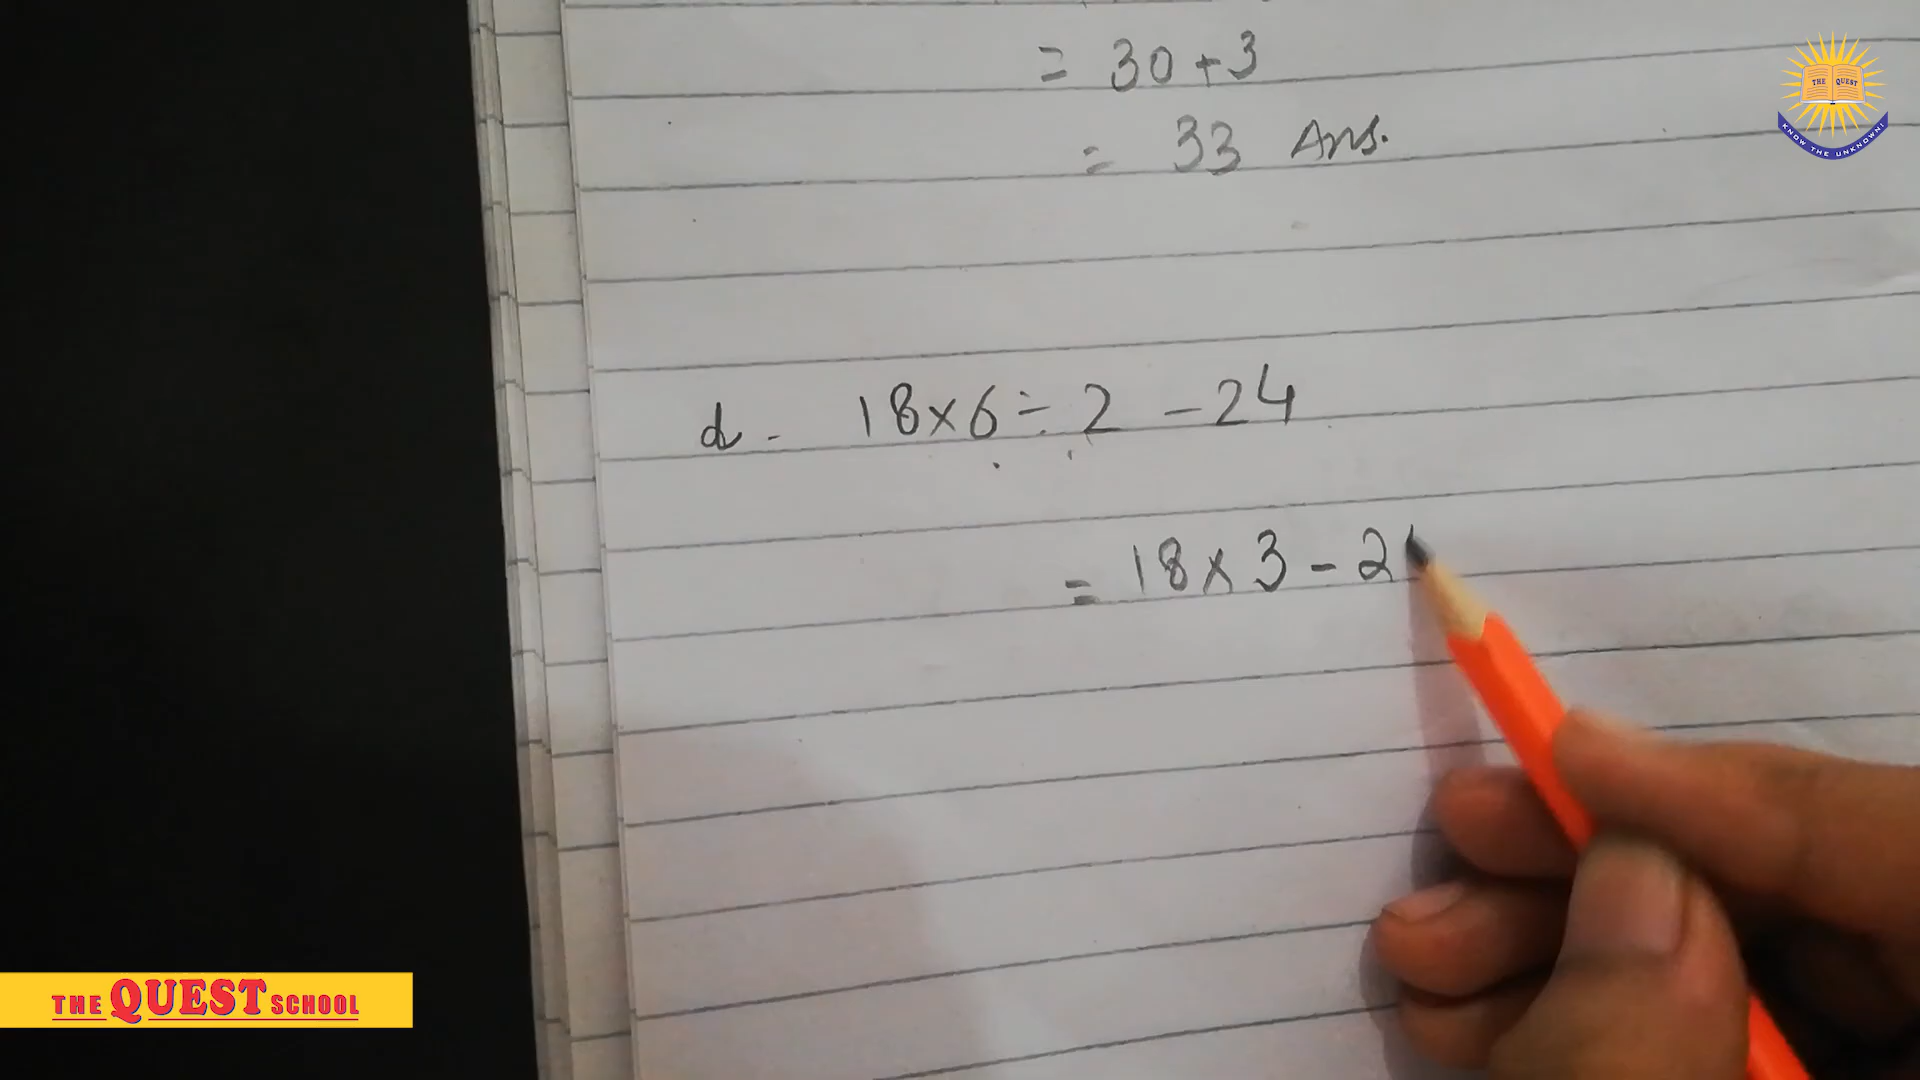 = 30 + 3
= 33 Ans.
THE QUEST
KNOW THE UNKNOWN!
d - 18 × 6 ÷ 2 - 24
= 18 × 3 - 2
THE QUEST SCHOOL